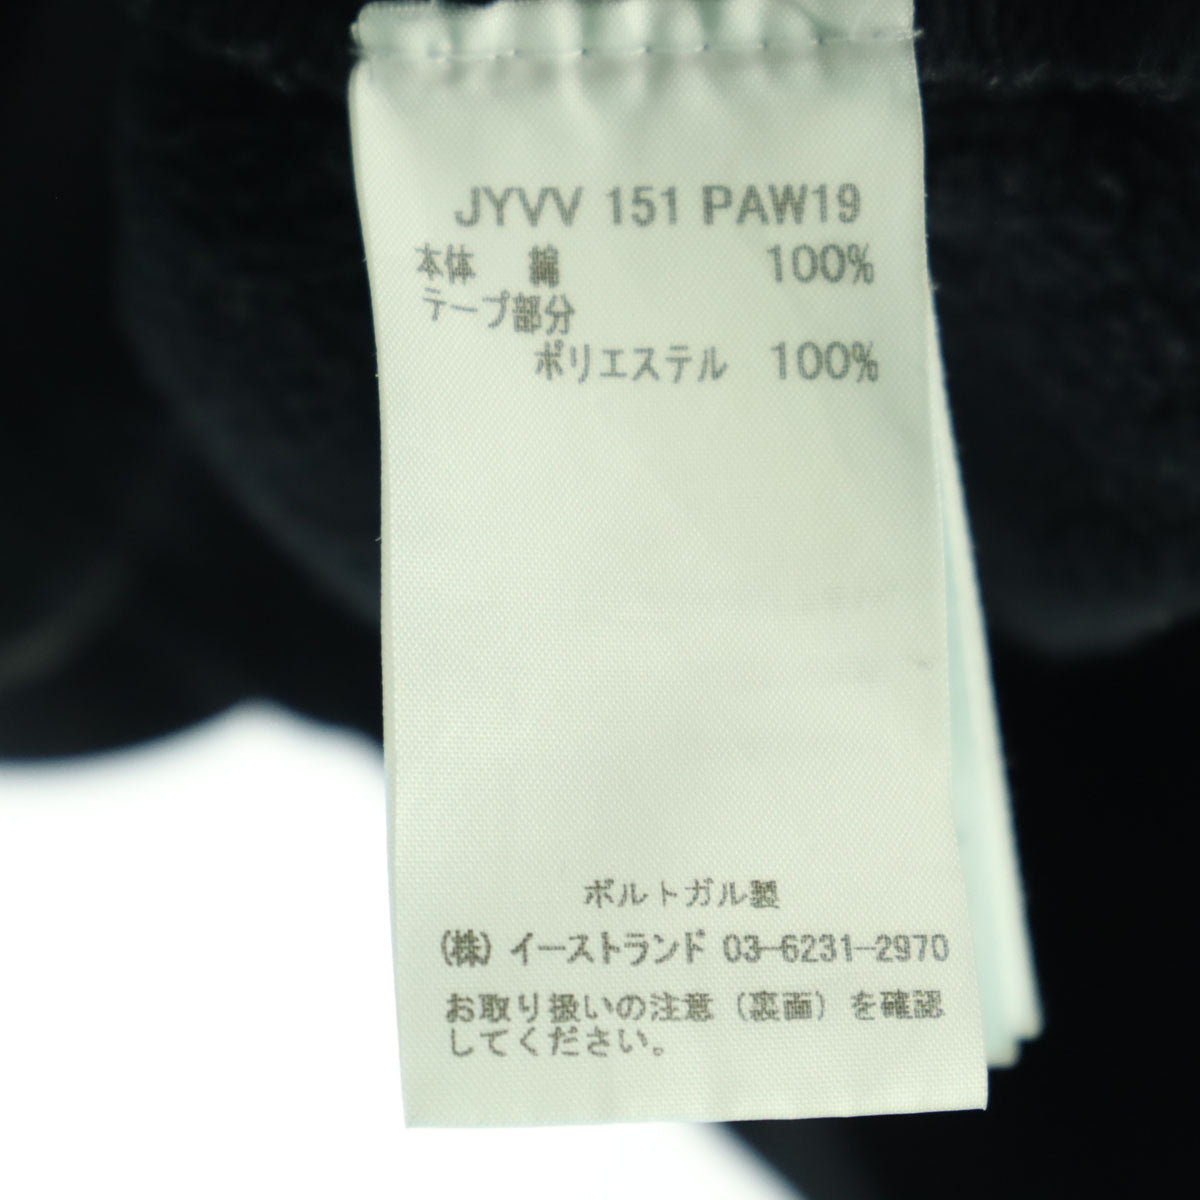 JYVV 151 PAW19
本体 綿 100%
テープ部分
ポリエステル 100%
ポルトガル製
(株) イーストランド 03-6231-2970
お取り扱いの注意 (裏面) を確認
してください。